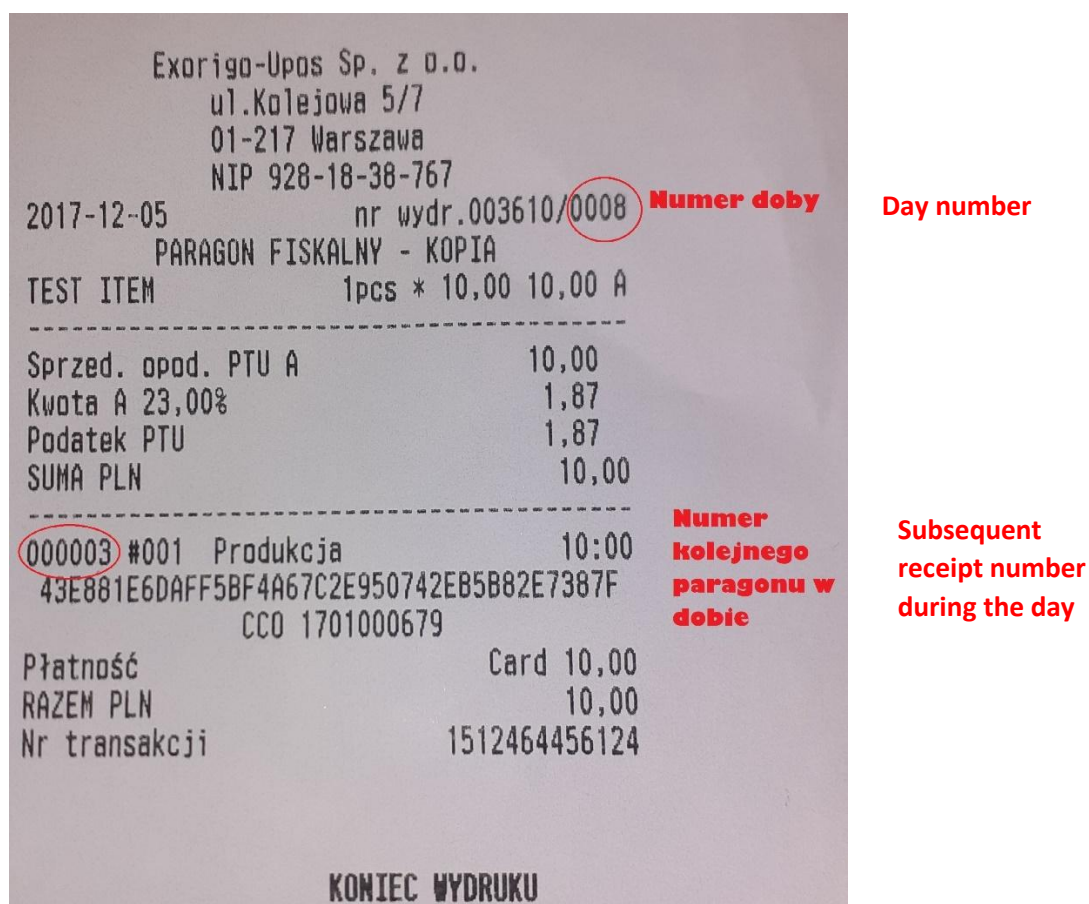 Exorigo-Upos Sp. z o.o.
ul.Kolejowa 5/7
01-217 Warszawa
NIP 928-18-38-767
2017-12-05 nr wydr.003610/0008 Numer doby Day number
PARAGON FISKALNY - KOPIA
TEST ITEM 1pcs * 10,00 10,00 A
Sprzed. opod. PTU A 10,00
Kwota A 23,00% 1,87
Podatek PTU 1,87
SUMA PLN 10,00
000003 #001 Produkcja 10:00
43E881E6DAFF5BF4A67C2E950742EB5B82E7387F
CCO 1701000679
Płatność Card 10,00
RAZEM PLN 10,00
Nr transakcji 1512464456124
KONIEC WYDRUKU
Numer
kolejnego
paragonu w
dobie
Subsequent
receipt number
during the day